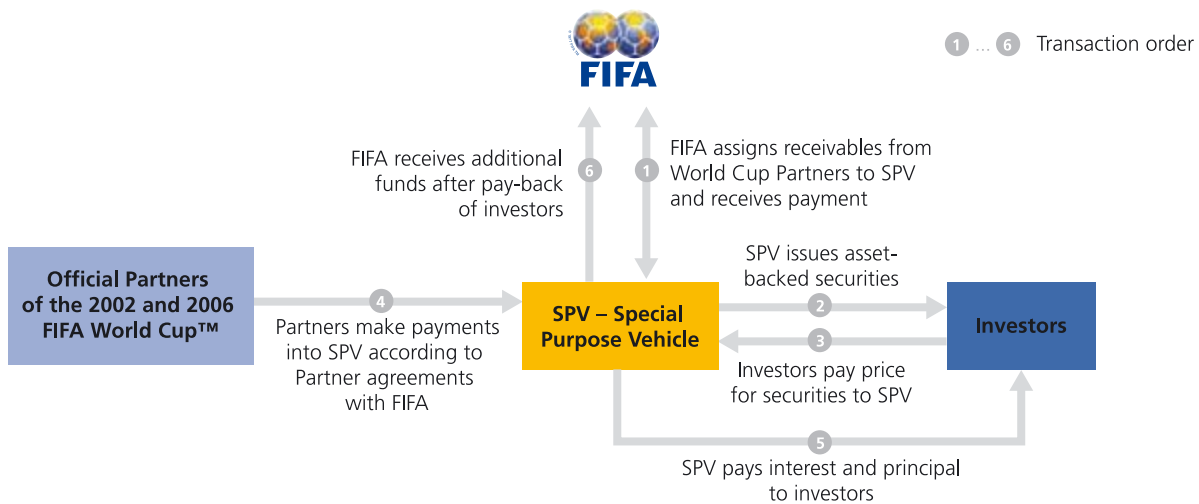 FIFA
1 ... 6 Transaction order
FIFA receives additional
funds after pay-back
of investors
6
1
FIFA assigns receivables from
World Cup Partners to SPV
and receives payment
Official Partners
of the 2002 and 2006
FIFA World Cup™
4
Partners make payments
into SPV according to
Partner agreements
with FIFA
SPV – Special
Purpose Vehicle
SPV issues asset-
backed securities
2
3
Investors pay price
for securities to SPV
Investors
5
SPV pays interest and principal
to investors